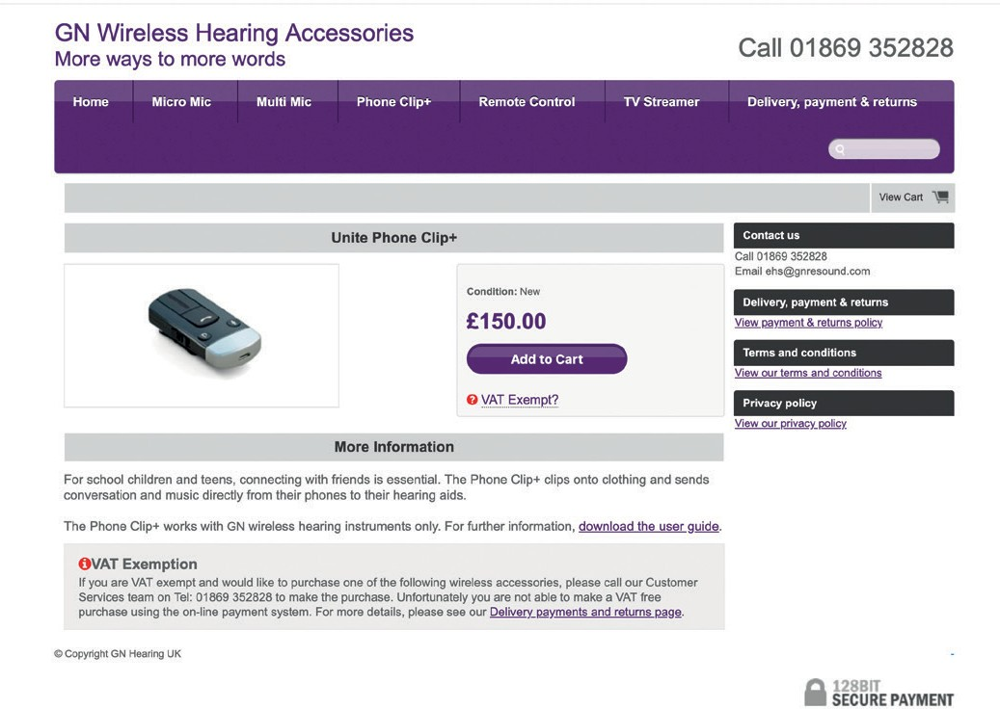 GN Wireless Hearing Accessories
More ways to more words
Call 01869 352828
Home
Micro Mic
Multi Mic
Phone Clip+
Remote Control
TV Streamer
Delivery, payment & returns
View Cart
Unite Phone Clip+
Condition: New
£150.00
Add to Cart
VAT Exempt?
Contact us
Call 01869 352828
Email ehs@gnresound.com
Delivery, payment & returns
View payment & returns policy
Terms and conditions
View our terms and conditions
Privacy policy
View our privacy policy
More Information
For school children and teens, connecting with friends is essential. The Phone Clip+ clips onto clothing and sends
conversation and music directly from their phones to their hearing aids.
The Phone Clip+ works with GN wireless hearing instruments only. For further information, download the user guide.
VAT Exemption
If you are VAT exempt and would like to purchase one of the following wireless accessories, please call our Customer
Services team on Tel: 01869 352828 to make the purchase. Unfortunately you are not able to make a VAT free
purchase using the on-line payment system. For more details, please see our Delivery payments and returns page.
© Copyright GN Hearing UK
-
128BIT
SECURE PAYMENT